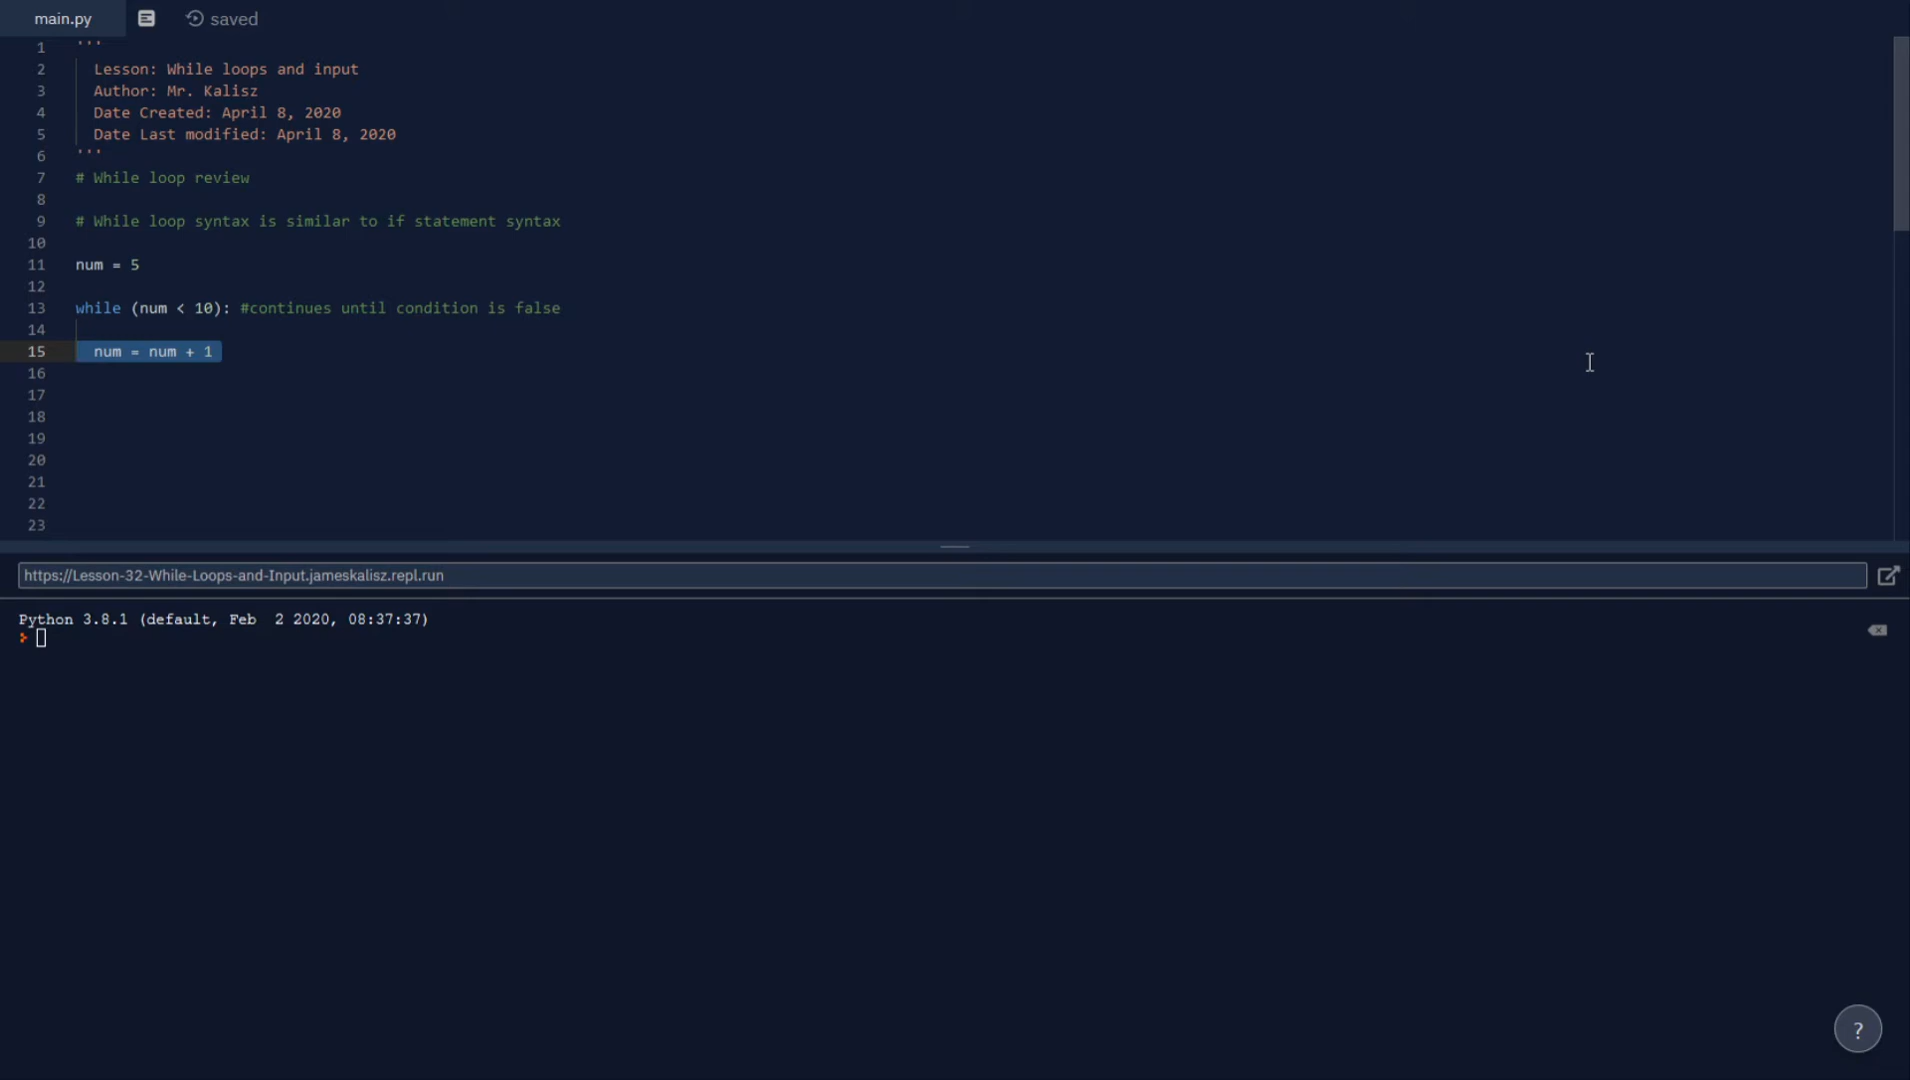 main.py saved
1 '''
2 Lesson: While loops and input
3 Author: Mr. Kalisz
4 Date Created: April 8, 2020
5 Date Last modified: April 8, 2020
6 '''
7 # While loop review
8
9 # While loop syntax is similar to if statement syntax
10
11 num = 5
12
13 while (num < 10): #continues until condition is false
14
15 num = num + 1
16
17
18
19
20
21
22
23
https://Lesson-32-While-Loops-and-Input.jameskalisz.repl.run
Python 3.8.1 (default, Feb  2 2020, 08:37:37)
?